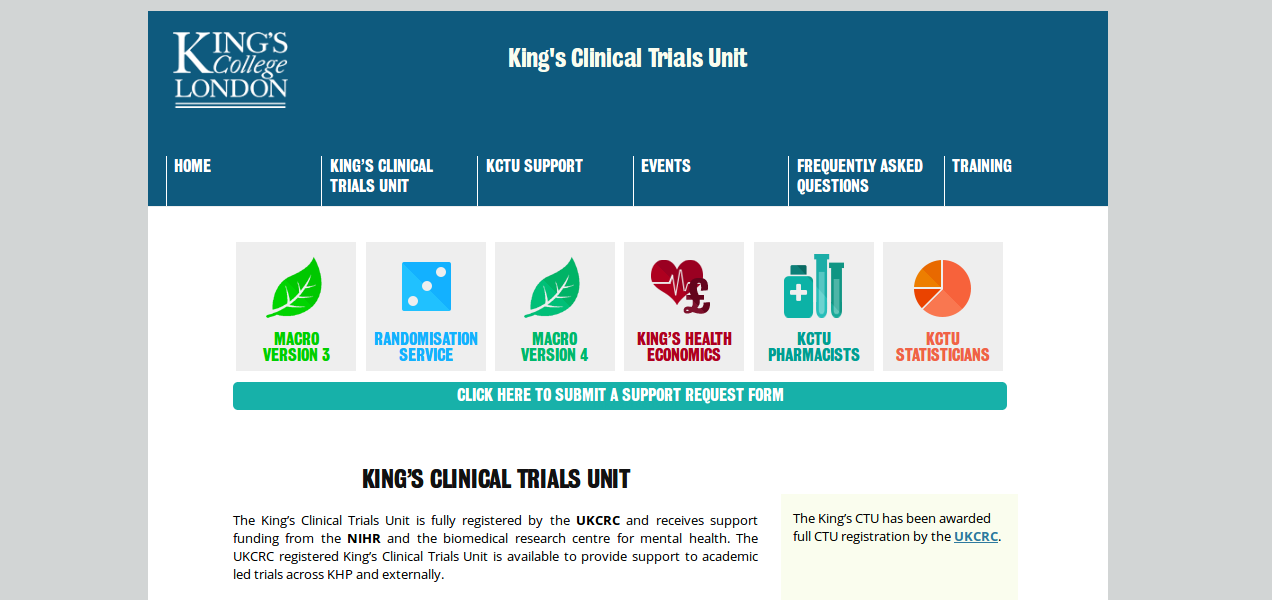 KING'S
College
LONDON
King's Clinical Trials Unit
HOME
KING'S CLINICAL
TRIALS UNIT
KCTU SUPPORT
EVENTS
FREQUENTLY ASKED
QUESTIONS
TRAINING
MACRO
VERSION 3
RANDOMISATION
SERVICE
MACRO
VERSION 4
£
KING'S HEALTH
ECONOMICS
KCTU
PHARMACISTS
KCTU
STATISTICIANS
CLICK HERE TO SUBMIT A SUPPORT REQUEST FORM
KING'S CLINICAL TRIALS UNIT
The King's Clinical Trials Unit is fully registered by the UKCRC and receives support
funding from the NIHR and the biomedical research centre for mental health. The
UKCRC registered King's Clinical Trials Unit is available to provide support to academic
led trials across KHP and externally.
The King's CTU has been awarded
full CTU registration by the UKCRC.